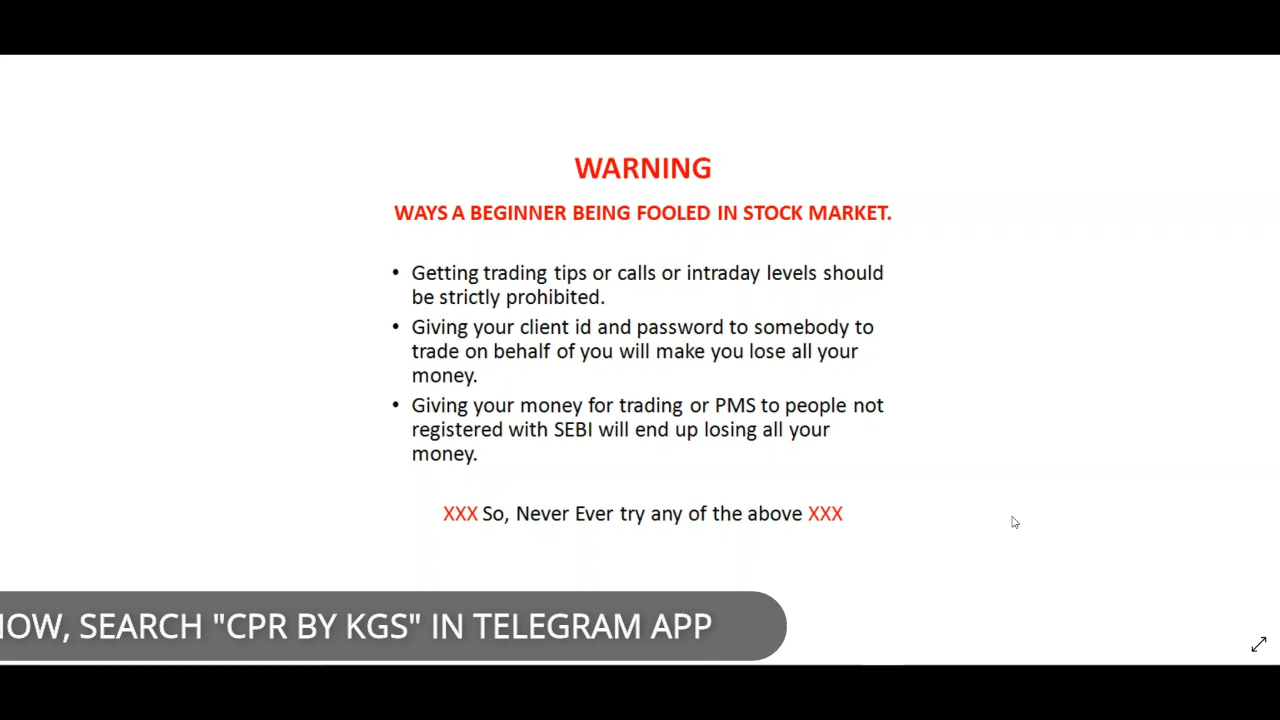 WARNING
WAYS A BEGINNER BEING FOOLED IN STOCK MARKET.
• Getting trading tips or calls or intraday levels should
be strictly prohibited.
• Giving your client id and password to somebody to
trade on behalf of you will make you lose all your
money.
• Giving your money for trading or PMS to people not
registered with SEBI will end up losing all your
money.
XXX So, Never Ever try any of the above XXX
SEARCH "CPR BY KGS" IN TELEGRAM APP